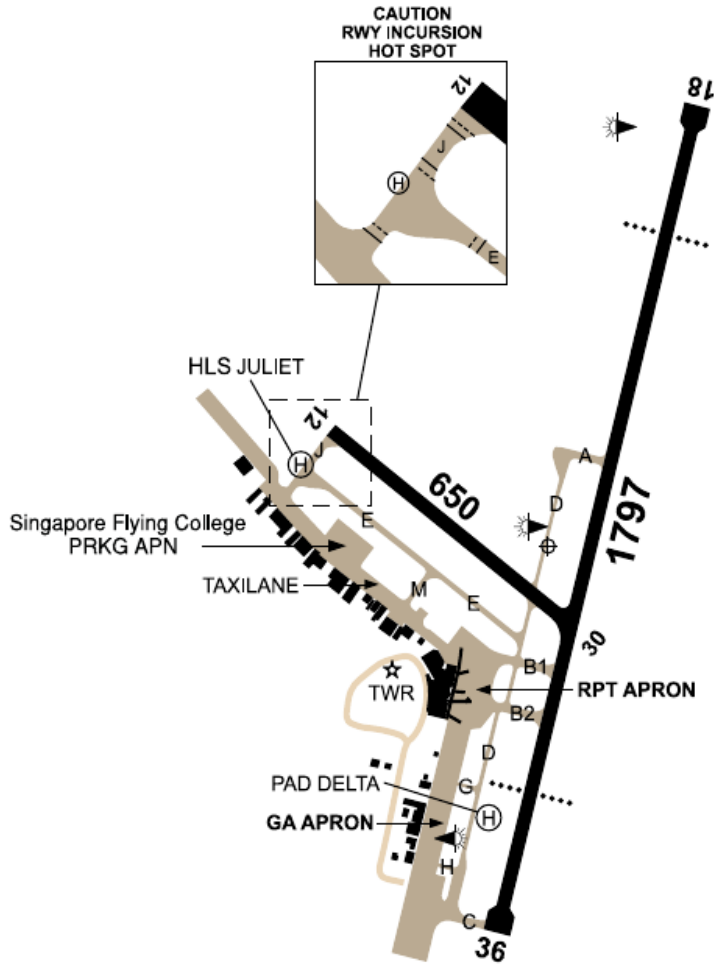 CAUTION
RWY INCURSION
HOT SPOT
12
J
H
E
18
HLS JULIET
12
J
H
A
650
1797
D
E
Singapore Flying College
PRKG APN
TAXILANE
M
E
30
B1
TWR
RPT APRON
B2
D
PAD DELTA
G
H
GA APRON
H
C
36